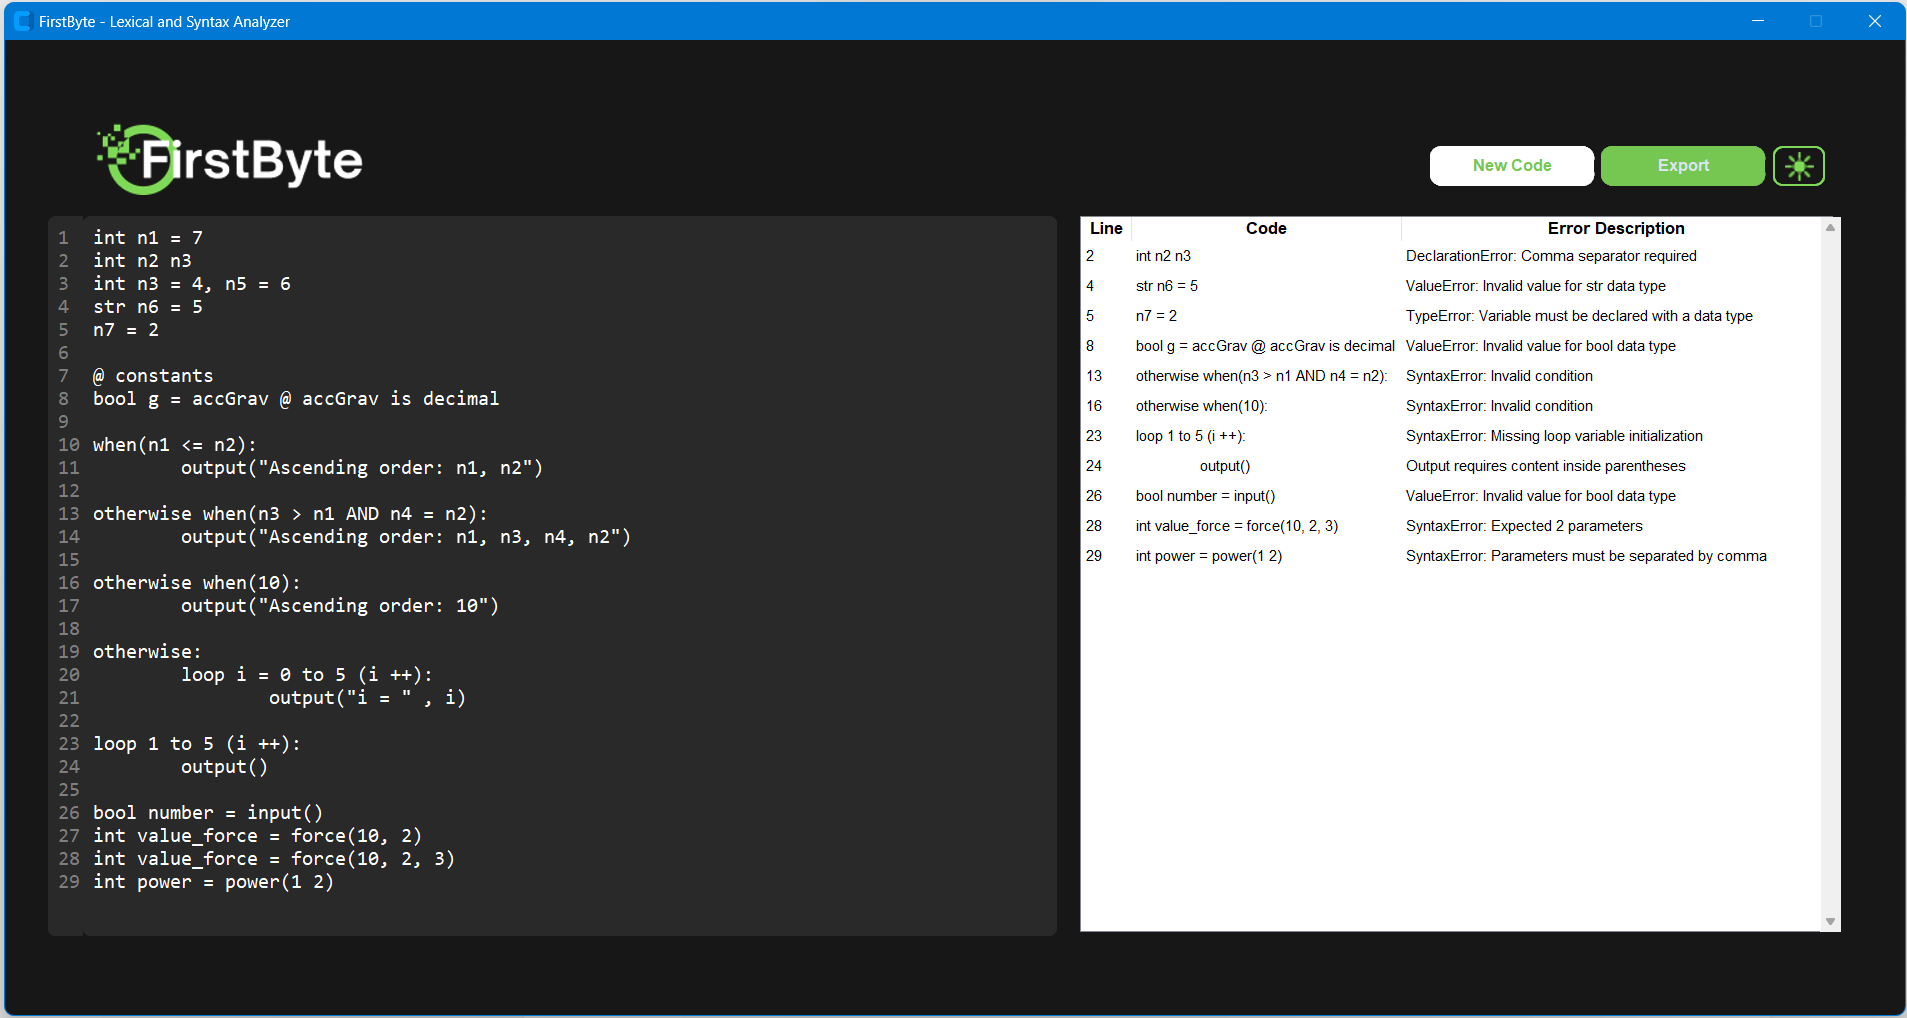 FirstByte - Lexical and Syntax Analyzer
FirstByte
New Code
Export
1 int n1 = 7
2 int n2 n3
3 int n3 = 4, n5 = 6
4 str n6 = 5
5 n7 = 2
6
7 @ constants
8 bool g = accGrav @ accGrav is decimal
9
10 when(n1 <= n2):
11 output("Ascending order: n1, n2")
12
13 otherwise when(n3 > n1 AND n4 = n2):
14 output("Ascending order: n1, n3, n4, n2")
15
16 otherwise when(10):
17 output("Ascending order: 10")
18
19 otherwise:
20 loop i = 0 to 5 (i ++):
21 output("i = " , i)
22
23 loop 1 to 5 (i ++):
24 output()
25
26 bool number = input()
27 int value_force = force(10, 2)
28 int value_force = force(10, 2, 3)
29 int power = power(1 2)
Line Code Error Description
2 int n2 n3 DeclarationError: Comma separator required
4 str n6 = 5 ValueError: Invalid value for str data type
5 n7 = 2 TypeError: Variable must be declared with a data type
8 bool g = accGrav @ accGrav is decimal ValueError: Invalid value for bool data type
13 otherwise when(n3 > n1 AND n4 = n2): SyntaxError: Invalid condition
16 otherwise when(10): SyntaxError: Invalid condition
23 loop 1 to 5 (i ++): SyntaxError: Missing loop variable initialization
24 output() Output requires content inside parentheses
26 bool number = input() ValueError: Invalid value for bool data type
28 int value_force = force(10, 2, 3) SyntaxError: Expected 2 parameters
29 int power = power(1 2) SyntaxError: Parameters must be separated by comma